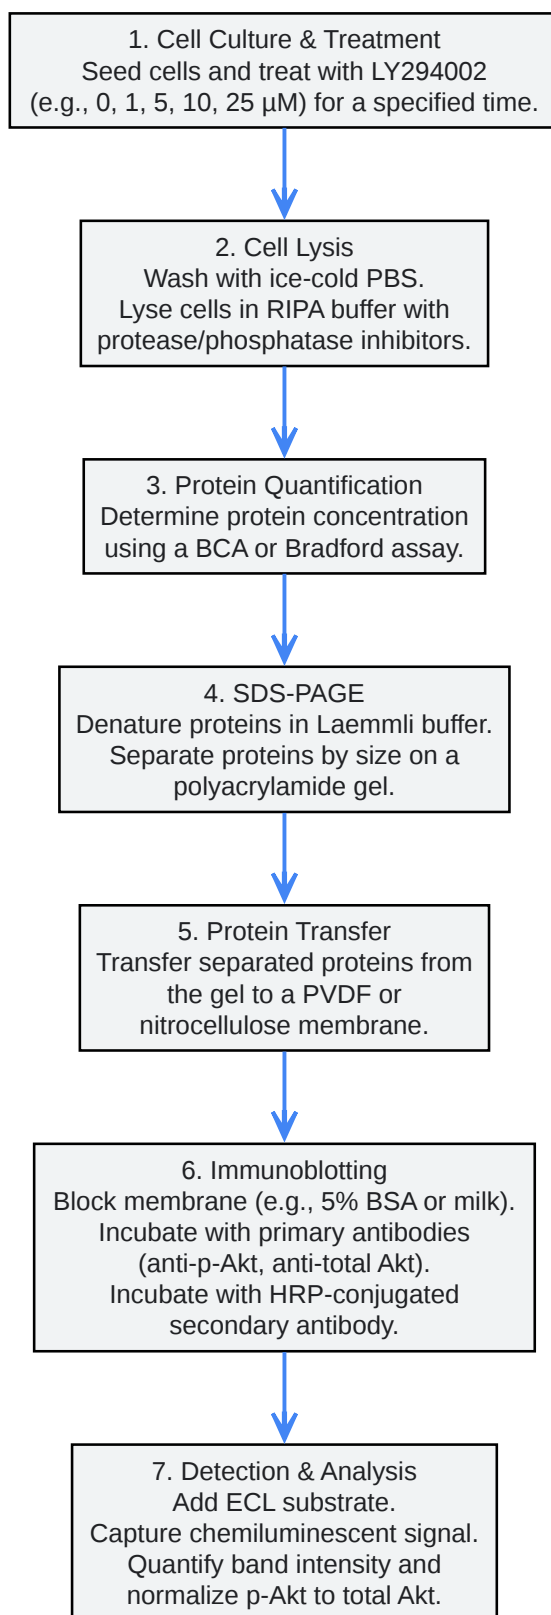 1. Cell Culture & Treatment
Seed cells and treat with LY294002
(e.g., 0, 1, 5, 10, 25 µM) for a specified time.
2. Cell Lysis
Wash with ice-cold PBS.
Lyse cells in RIPA buffer with
protease/phosphatase inhibitors.
3. Protein Quantification
Determine protein concentration
using a BCA or Bradford assay.
4. SDS-PAGE
Denature proteins in Laemmli buffer.
Separate proteins by size on a
polyacrylamide gel.
5. Protein Transfer
Transfer separated proteins from
the gel to a PVDF or
nitrocellulose membrane.
6. Immunoblotting
Block membrane (e.g., 5% BSA or milk).
Incubate with primary antibodies
(anti-p-Akt, anti-total Akt).
Incubate with HRP-conjugated
secondary antibody.
7. Detection & Analysis
Add ECL substrate.
Capture chemiluminescent signal.
Quantify band intensity and
normalize p-Akt to total Akt.